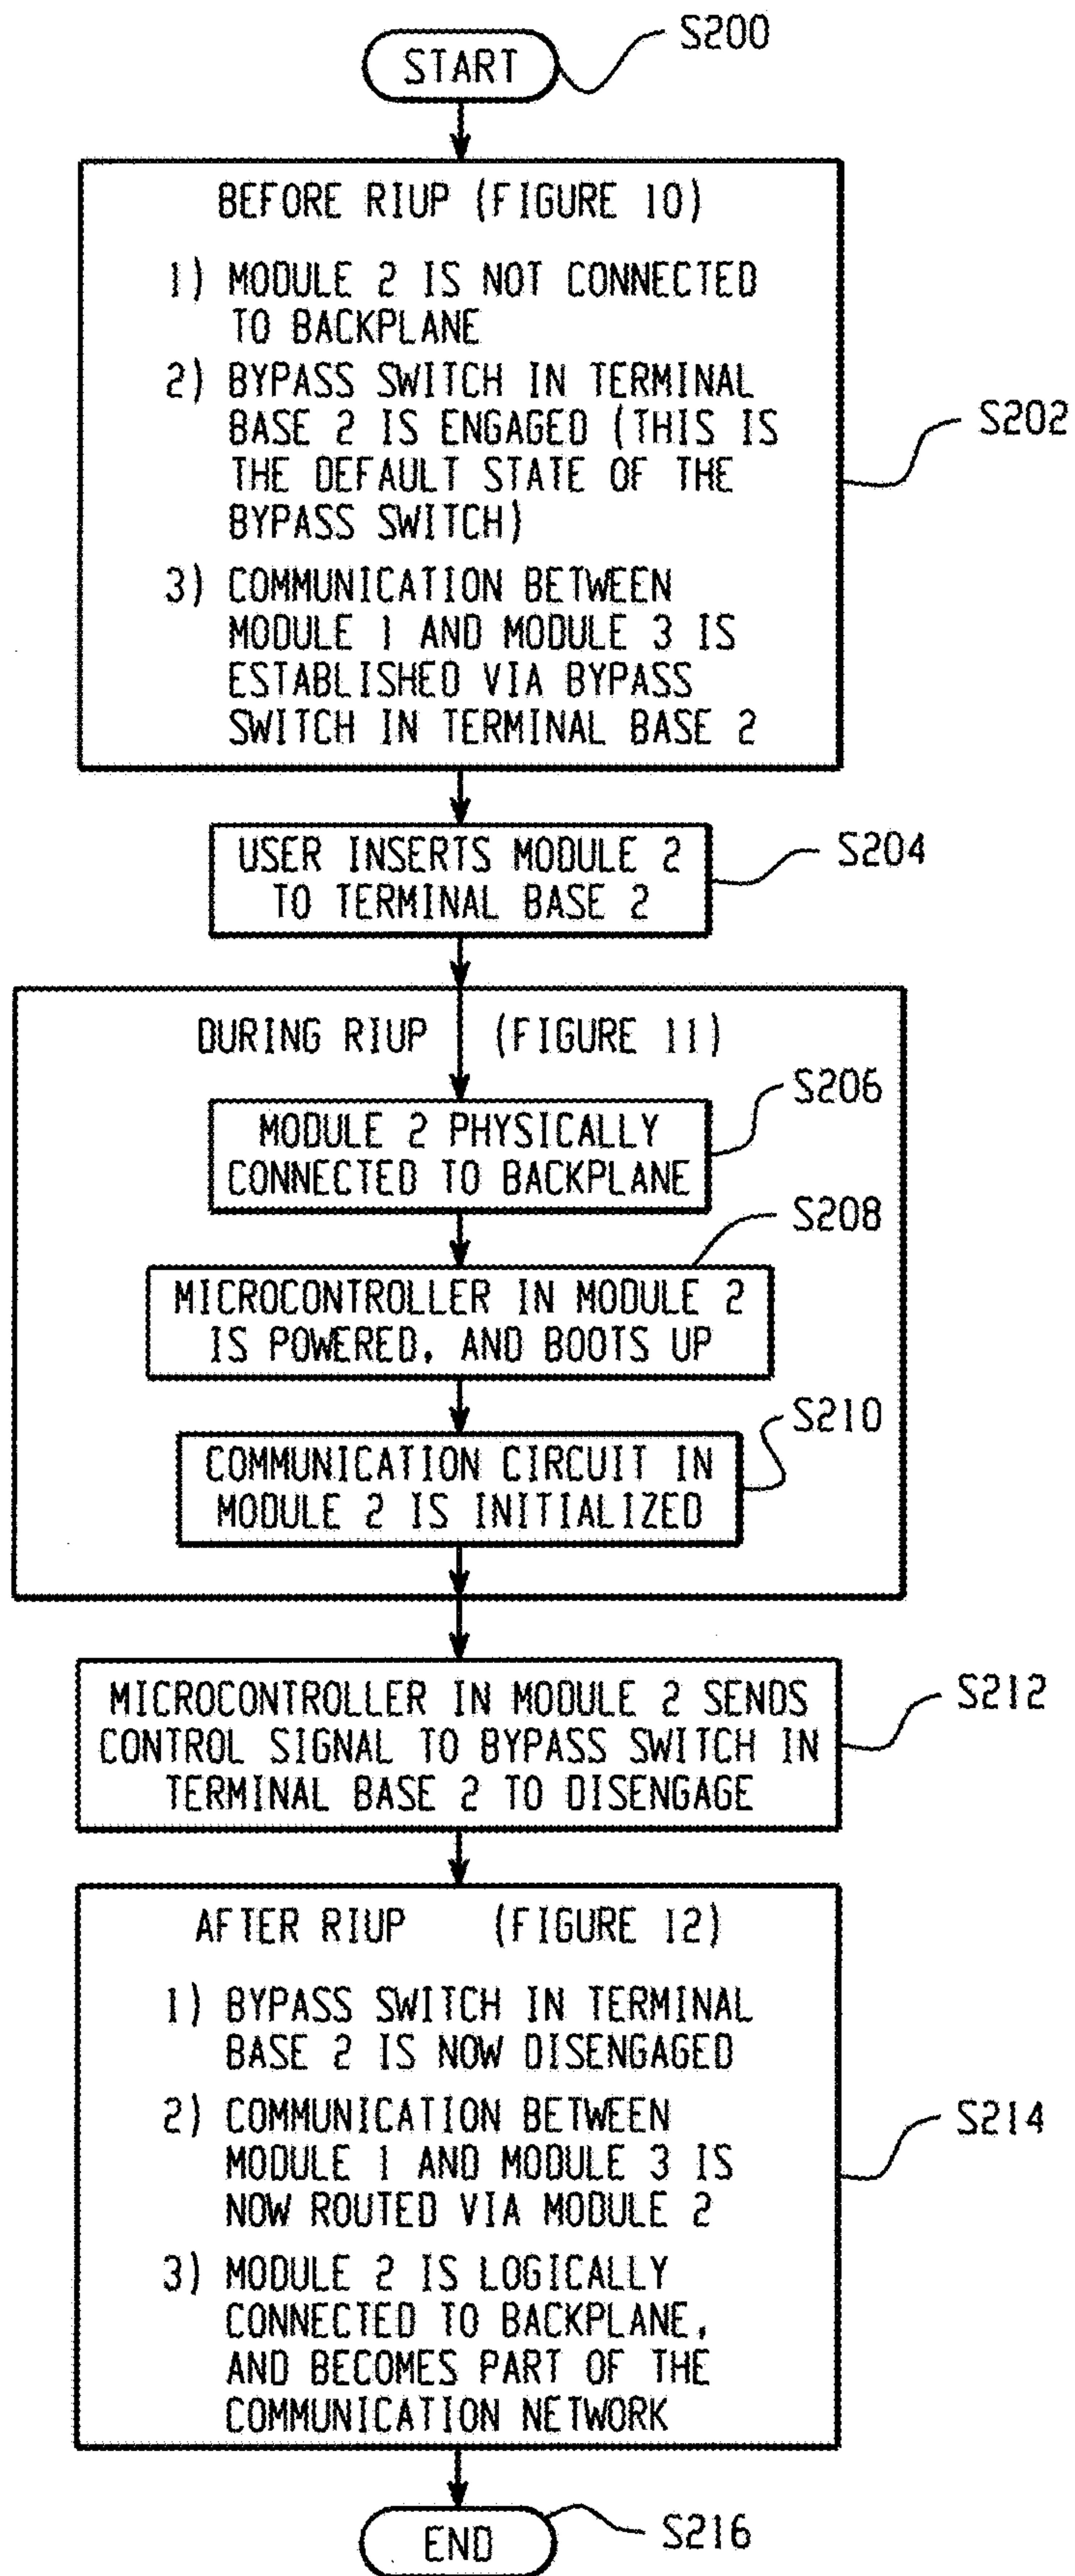 START
S200
BEFORE RIUP (FIGURE 10)
1) MODULE 2 IS NOT CONNECTED
TO BACKPLANE
2) BYPASS SWITCH IN TERMINAL
BASE 2 IS ENGAGED (THIS IS
THE DEFAULT STATE OF THE
BYPASS SWITCH)
3) COMMUNICATION BETWEEN
MODULE 1 AND MODULE 3 IS
ESTABLISHED VIA BYPASS
SWITCH IN TERMINAL BASE 2
S202
USER INSERTS MODULE 2
TO TERMINAL BASE 2
S204
DURING RIUP (FIGURE 11)
MODULE 2 PHYSICALLY
CONNECTED TO BACKPLANE
S206
MICROCONTROLLER IN MODULE 2
IS POWERED, AND BOOTS UP
S208
COMMUNICATION CIRCUIT IN
MODULE 2 IS INITIALIZED
S210
MICROCONTROLLER IN MODULE 2 SENDS
CONTROL SIGNAL TO BYPASS SWITCH IN
TERMINAL BASE 2 TO DISENGAGE
S212
AFTER RIUP (FIGURE 12)
1) BYPASS SWITCH IN TERMINAL
BASE 2 IS NOW DISENGAGED
2) COMMUNICATION BETWEEN
MODULE 1 AND MODULE 3 IS
NOW ROUTED VIA MODULE 2
3) MODULE 2 IS LOGICALLY
CONNECTED TO BACKPLANE,
AND BECOMES PART OF THE
COMMUNICATION NETWORK
S214
END
S216